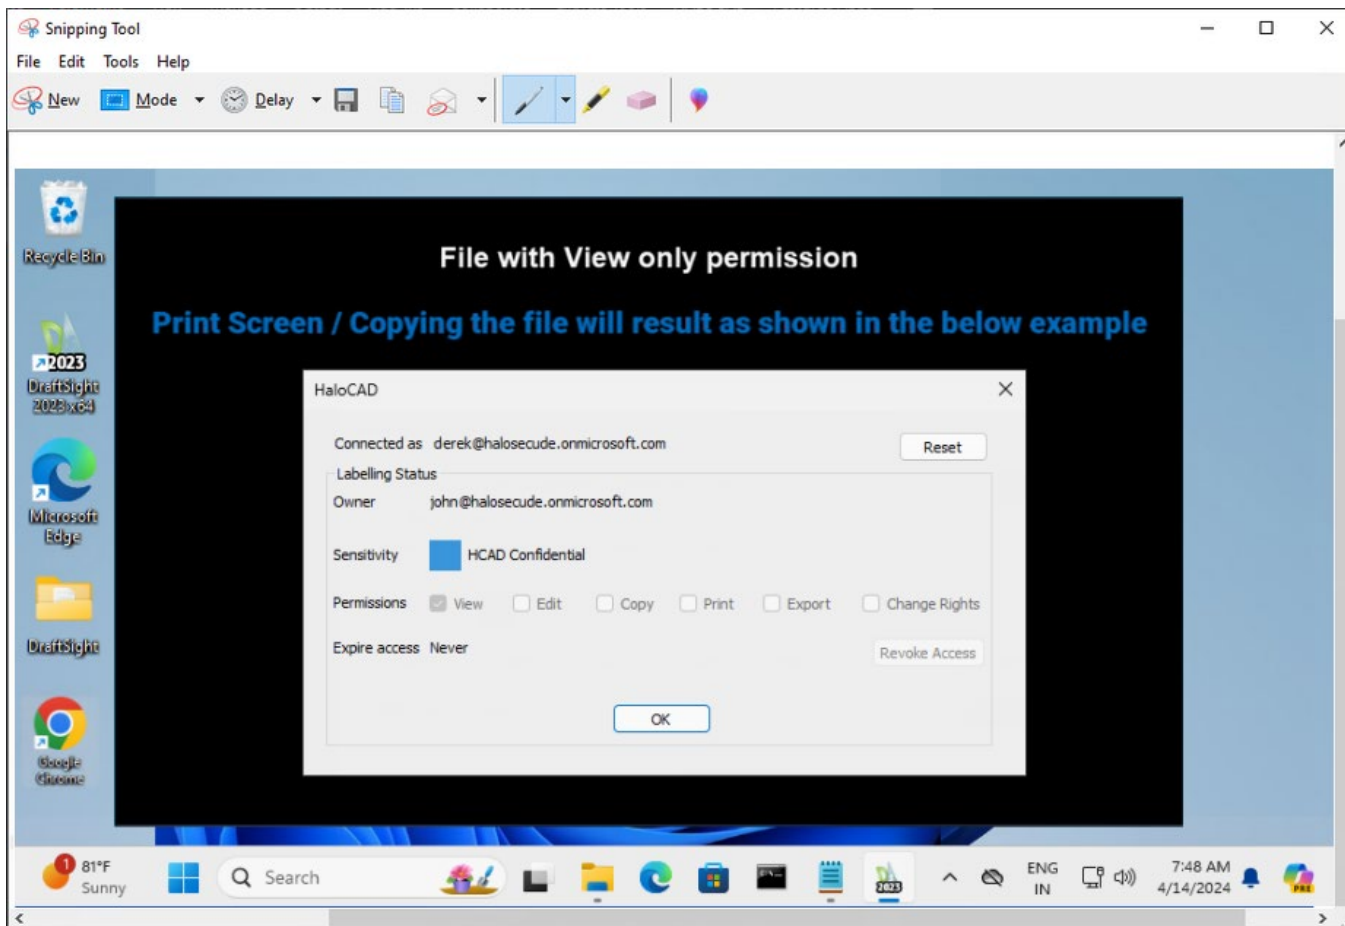 Snipping Tool
File Edit Tools Help
New Mode Delay
Recycle Bin
File with View only permission
Print Screen / Copying the file will result as shown in the below example
2023
DraftSight
2023 x64
HaloCAD
Connected as derek@halosecude.onmicrosoft.com
Reset
Labelling Status
Owner john@halosecude.onmicrosoft.com
Microsoft
Edge
Sensitivity HCAD Confidential
Permissions View Edit Copy Print Export Change Rights
DraftSight
Expire access Never
Revoke Access
OK
Google
Chrome
1
81°F
Sunny
Search
2023
ENG
IN
7:48 AM
4/14/2024
PRE